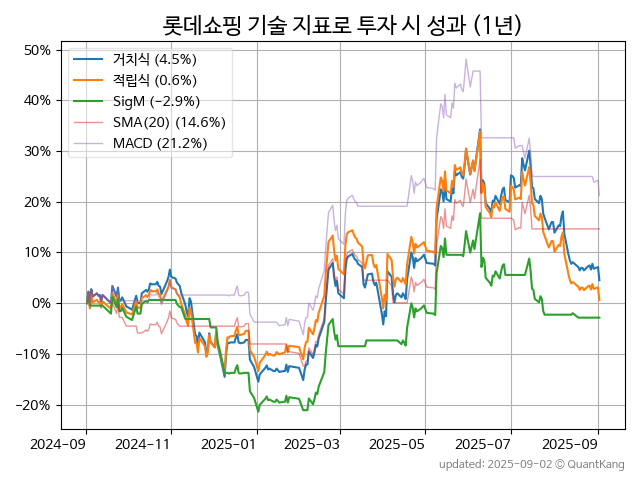 롯데쇼핑 기술 지표로 투자 시 성과 (1년)
50%
40%
30%
20%
10%
0%
−10%
−20%
거치식 (4.5%)
적립식 (0.6%)
SigM (−2.9%)
SMA(20) (14.6%)
MACD (21.2%)
2024-09
2024-11
2025-01
2025-03
2025-05
2025-07
2025-09
updated: 2025-09-02 © QuantKang